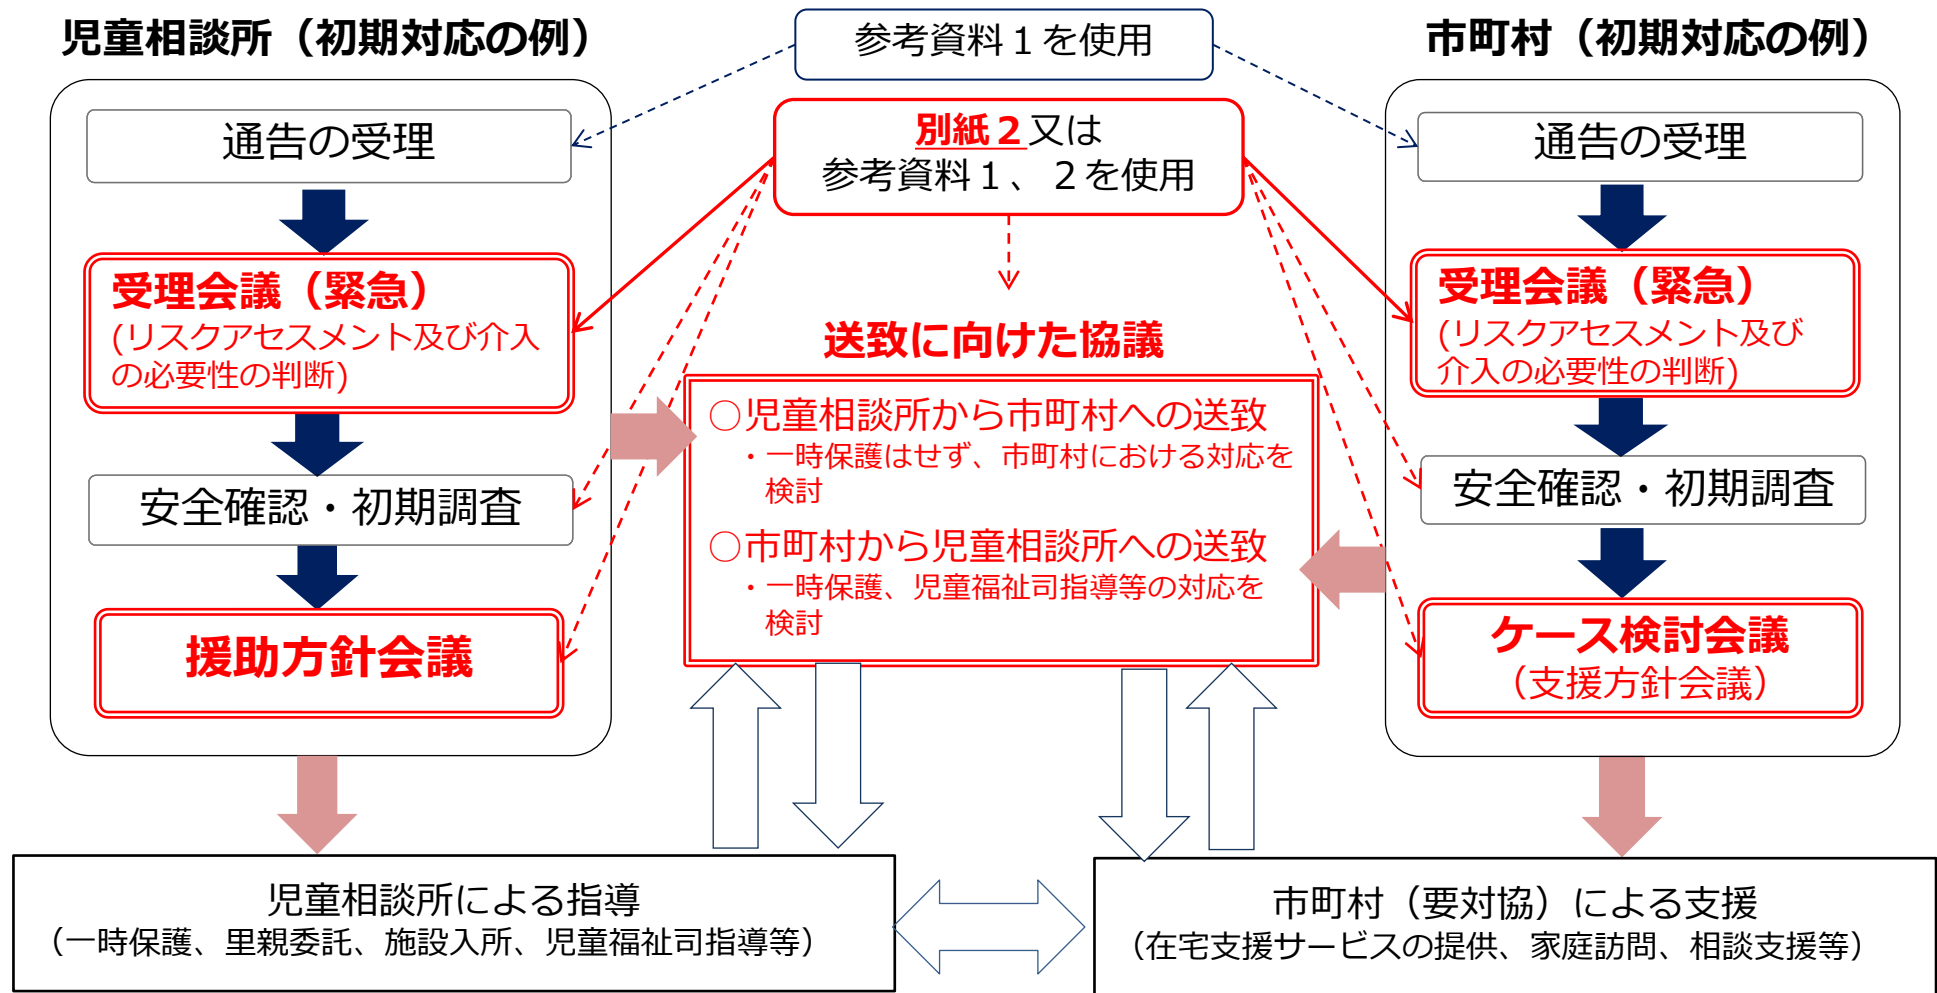 児童相談所（初期対応の例）
参考資料１を使用
市町村（初期対応の例）
通告の受理
別紙２又は
参考資料１、２を使用
通告の受理
受理会議（緊急）
(リスクアセスメント及び介入
の必要性の判断)
受理会議（緊急）
(リスクアセスメント及び
介入の必要性の判断)
送致に向けた協議
○児童相談所から市町村への送致
・一時保護はせず、市町村における対応を
検討
○市町村から児童相談所への送致
・一時保護、児童福祉司指導等の対応を
検討
安全確認・初期調査
安全確認・初期調査
援助方針会議
ケース検討会議
（支援方針会議）
児童相談所による指導
（一時保護、里親委託、施設入所、児童福祉司指導等）
市町村（要対協）による支援
（在宅支援サービスの提供、家庭訪問、相談支援等）